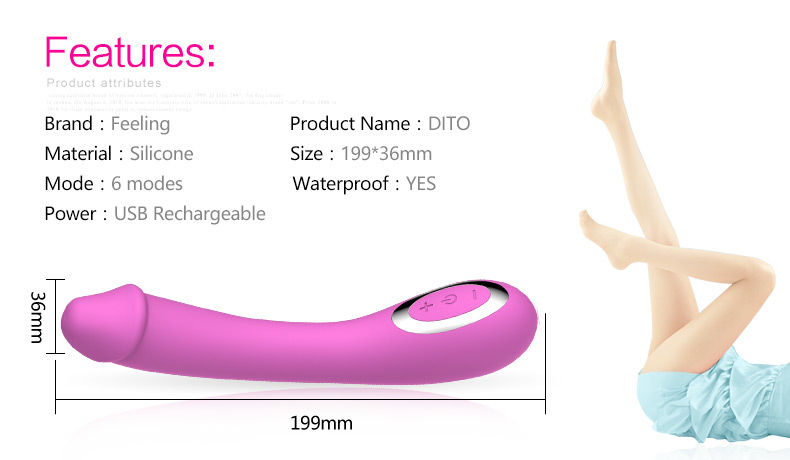 Features:
Product attributes
Brand : Feeling
Product Name : DITO
Material : Silicone
Size : 199*36mm
Mode : 6 modes
Waterproof : YES
Power : USB Rechargeable
36mm
199mm